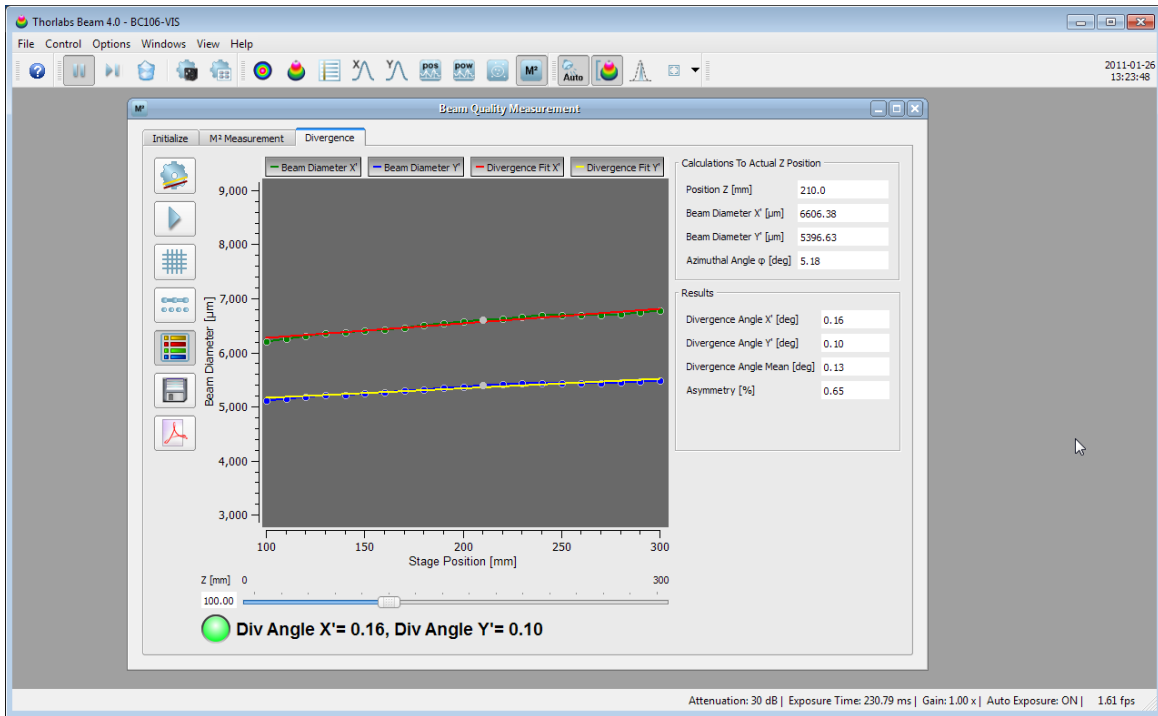 Thorlabs Beam 4.0 - BC106-VIS
File Control Options Windows View Help
X Y pos pow M² Auto
2011-01-26
13:23:48
M² Beam Quality Measurement
Initialize M² Measurement Divergence
Beam Diameter X' Beam Diameter Y' Divergence Fit X' Divergence Fit Y'
9,000
8,000
7,000
6,000
5,000
4,000
3,000
Beam Diameter [µm]
100 150 200 250 300
Stage Position [mm]
Z [mm] 0 300
100.00
Div Angle X'= 0.16, Div Angle Y'= 0.10
Calculations To Actual Z Position
Position Z [mm] 210.0
Beam Diameter X' [µm] 6606.38
Beam Diameter Y' [µm] 5396.63
Azimuthal Angle φ [deg] 5.18
Results
Divergence Angle X' [deg] 0.16
Divergence Angle Y' [deg] 0.10
Divergence Angle Mean [deg] 0.13
Asymmetry [%] 0.65
Attenuation: 30 dB | Exposure Time: 230.79 ms | Gain: 1.00 x | Auto Exposure: ON | 1.61 fps